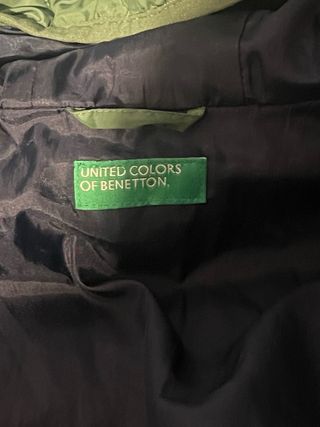 UNITED COLORS
OF BENETTON.